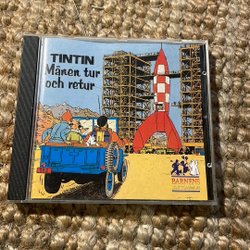 TINTIN
Månen tur
och retur
BARNENS